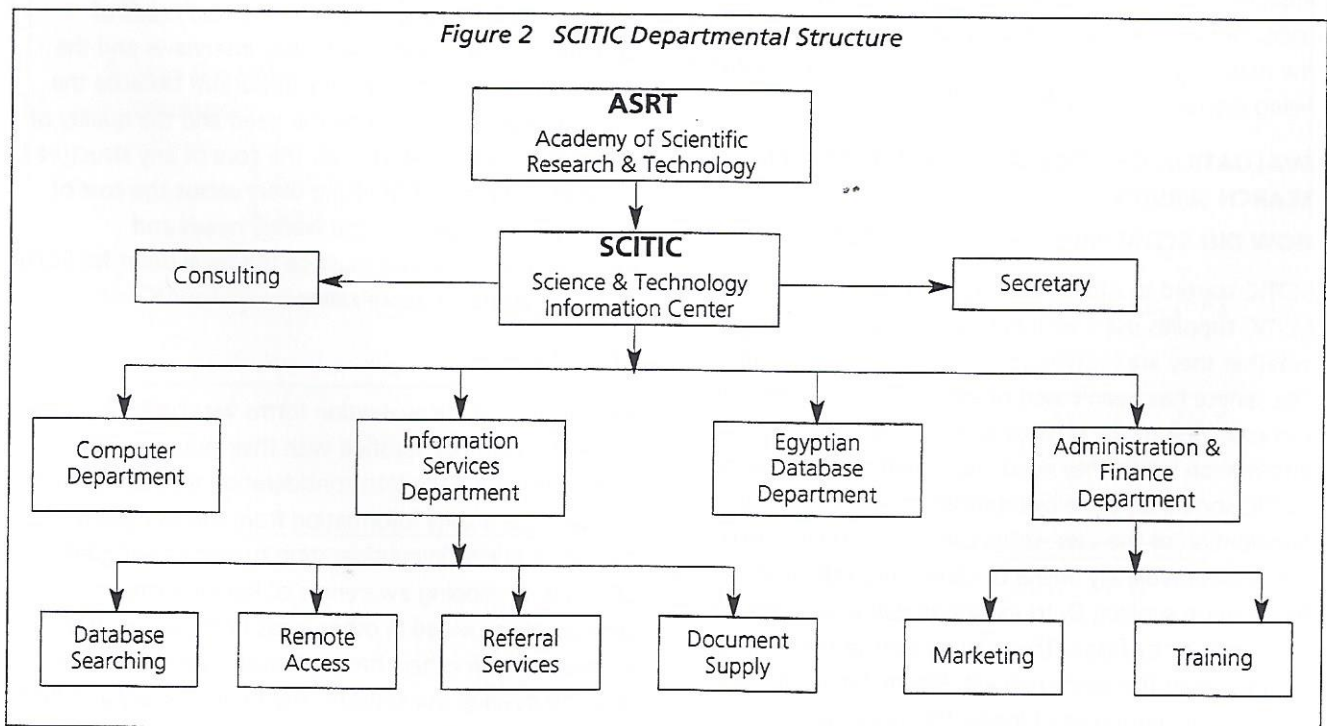 Figure 2 SCITIC Departmental Structure
ASRT
Academy of Scientific
Research & Technology
Consulting
SCITIC
Science & Technology
Information Center
Secretary
Computer
Department
Information
Services
Department
Egyptian
Database
Department
Administration &
Finance
Department
Database
Searching
Remote
Access
Referral
Services
Document
Supply
Marketing
Training